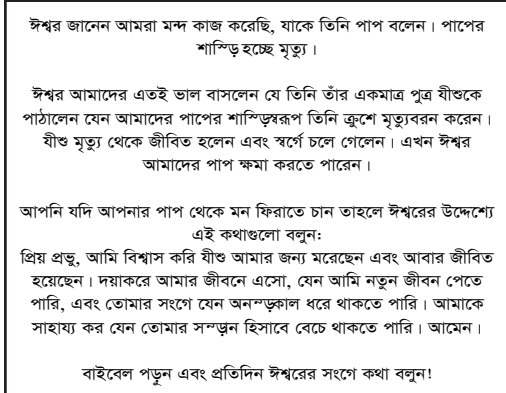 ঈশ্বর জানেন আমরা মন্দ কাজ করেছি, যাকে তিনি পাপ বলেন। পাপের
শাস্ড়ি হচ্ছে মৃত্যু।
ঈশ্বর আমাদের এতই ভাল বাসলেন যে তিনি তাঁর একমাত্র পুত্র যীশুকে
পাঠালেন যেন আমাদের পাপের শাস্ড়িস্বরূপ তিনি ক্রুশে মৃত্যুবরন করেন।
যীশু মৃত্যু থেকে জীবিত হলেন এবং স্বর্গে চলে গেলেন। এখন ঈশ্বর
আমাদের পাপ ক্ষমা করতে পারেন।
আপনি যদি আপনার পাপ থেকে মন ফিরাতে চান তাহলে ঈশ্বরের উদ্দেশ্যে
এই কথাগুলো বলুন:
প্রিয় প্রভু, আমি বিশ্বাস করি যীশু আমার জন্য মরেছেন এবং আবার জীবিত
হয়েছেন। দয়াকরে আমার জীবনে এসো, যেন আমি নতুন জীবন পেতে
পারি, এবং তোমার সংগে যেন অনন্ড়কাল ধরে থাকতে পারি। আমাকে
সাহায্য কর যেন তোমার সন্ড়ান হিসাবে বেচে থাকতে পারি। আমেন।
বাইবেল পড়ুন এবং প্রতিদিন ঈশ্বরের সংগে কথা বলুন!